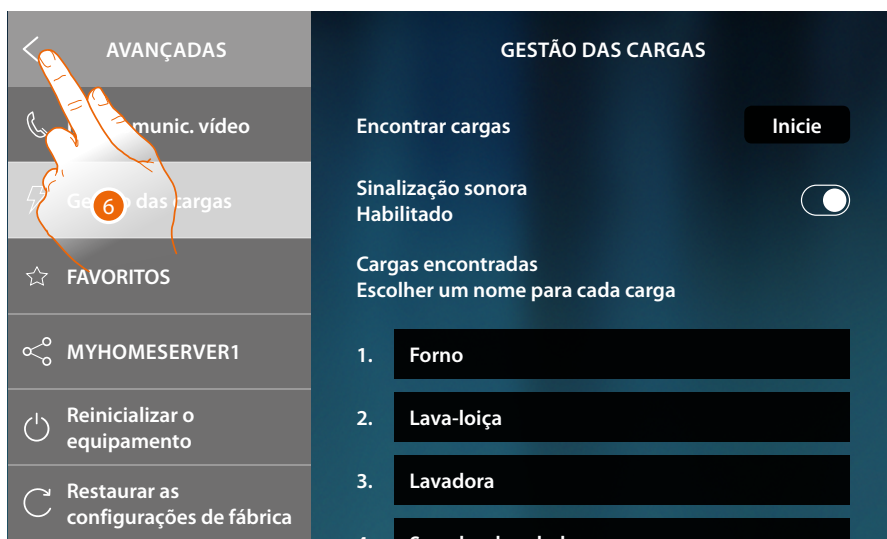 AVANÇADAS
munic. vídeo
das cargas
6
FAVORITOS
MYHOMESERVER1
Reinicializar o
equipamento
Restaurar as
configurações de fábrica
GESTÃO DAS CARGAS
Encontrar cargas
Inicie
Sinalização sonora
Habilitado
Cargas encontradas
Escolher um nome para cada carga
1. Forno
2. Lava-loiça
3. Lavadora